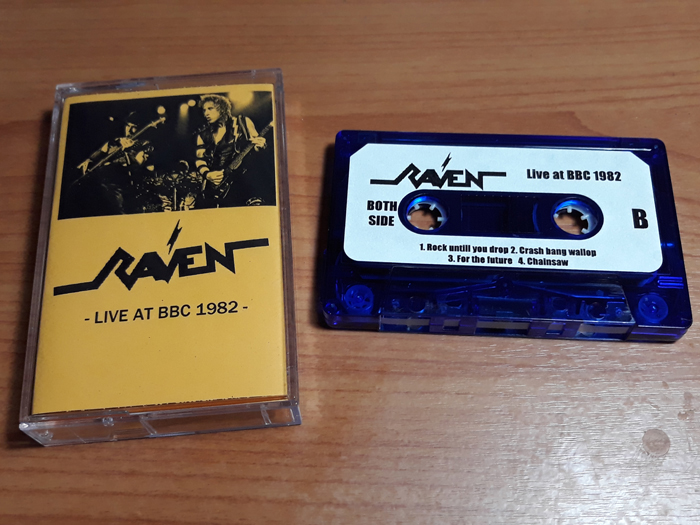 RAVEN
- LIVE AT BBC 1982 -
RAVEN Live at BBC 1982
BOTH
SIDE
B
1. Rock untill you drop 2. Crash bang wallop
3. For the future 4. Chainsaw